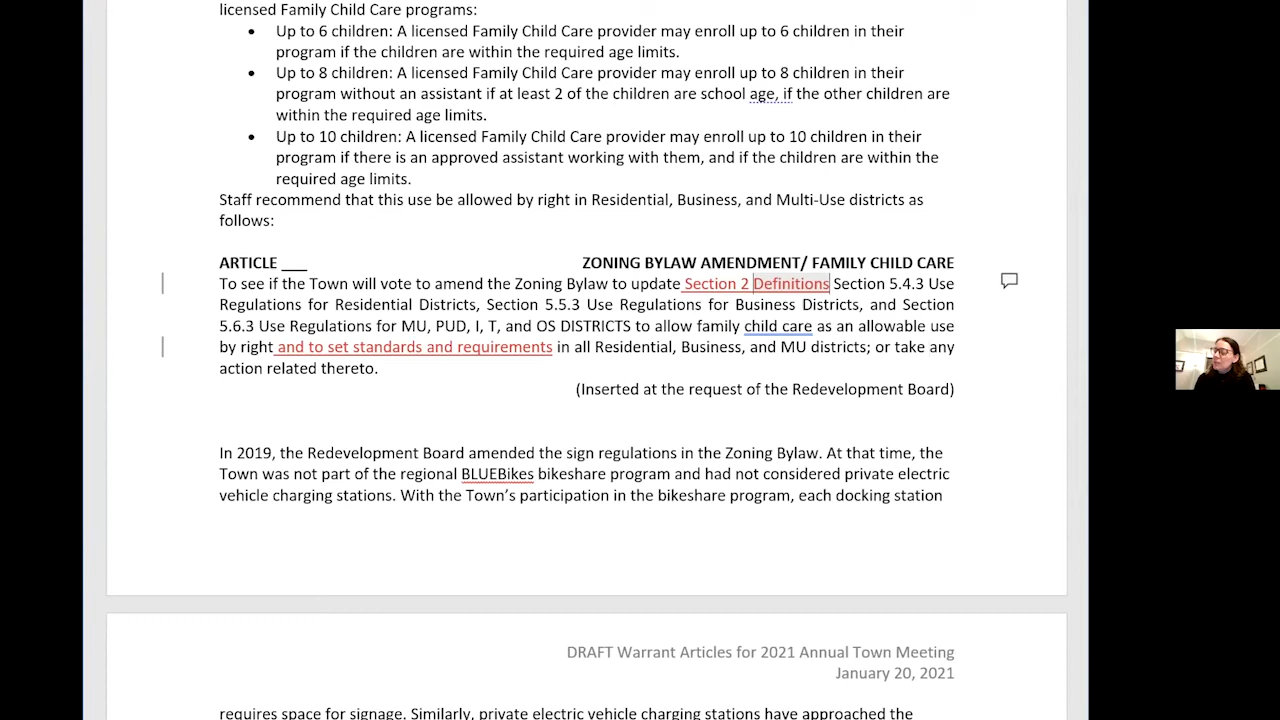 licensed Family Child Care programs:
• Up to 6 children: A licensed Family Child Care provider may enroll up to 6 children in their
program if the children are within the required age limits.
• Up to 8 children: A licensed Family Child Care provider may enroll up to 8 children in their
program without an assistant if at least 2 of the children are school age, if the other children are
within the required age limits.
• Up to 10 children: A licensed Family Child Care provider may enroll up to 10 children in their
program if there is an approved assistant working with them, and if the children are within the
required age limits.
Staff recommend that this use be allowed by right in Residential, Business, and Multi-Use districts as
follows:
ARTICLE ___ ZONING BYLAW AMENDMENT/ FAMILY CHILD CARE
To see if the Town will vote to amend the Zoning Bylaw to update Section 2 Definitions Section 5.4.3 Use
Regulations for Residential Districts, Section 5.5.3 Use Regulations for Business Districts, and Section
5.6.3 Use Regulations for MU, PUD, I, T, and OS DISTRICTS to allow family child care as an allowable use
by right and to set standards and requirements in all Residential, Business, and MU districts; or take any
action related thereto.
(Inserted at the request of the Redevelopment Board)
In 2019, the Redevelopment Board amended the sign regulations in the Zoning Bylaw. At that time, the
Town was not part of the regional BLUEBikes bikeshare program and had not considered private electric
vehicle charging stations. With the Town’s participation in the bikeshare program, each docking station
DRAFT Warrant Articles for 2021 Annual Town Meeting
January 20, 2021
requires space for signage. Similarly, private electric vehicle charging stations have approached the